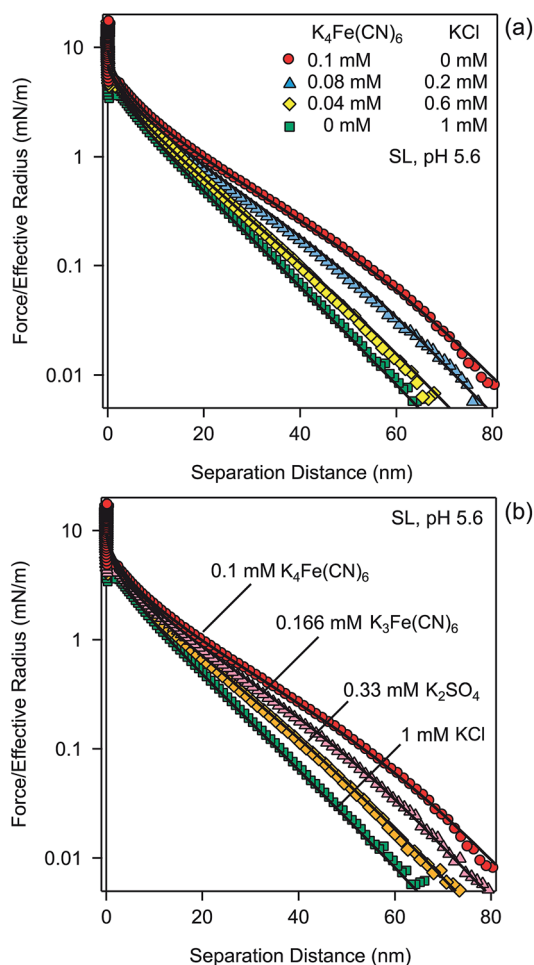 (a)
K4Fe(CN)6 KCl
0.1 mM 0 mM
0.08 mM 0.2 mM
0.04 mM 0.6 mM
0 mM 1 mM
SL, pH 5.6
Force/Effective Radius (mN/m)
10
1
0.1
0.01
0 20 40 60 80
Separation Distance (nm)
(b)
SL, pH 5.6
0.1 mM K4Fe(CN)6
0.166 mM K3Fe(CN)6
0.33 mM K2SO4
1 mM KCl
Force/Effective Radius (mN/m)
10
1
0.1
0.01
0 20 40 60 80
Separation Distance (nm)